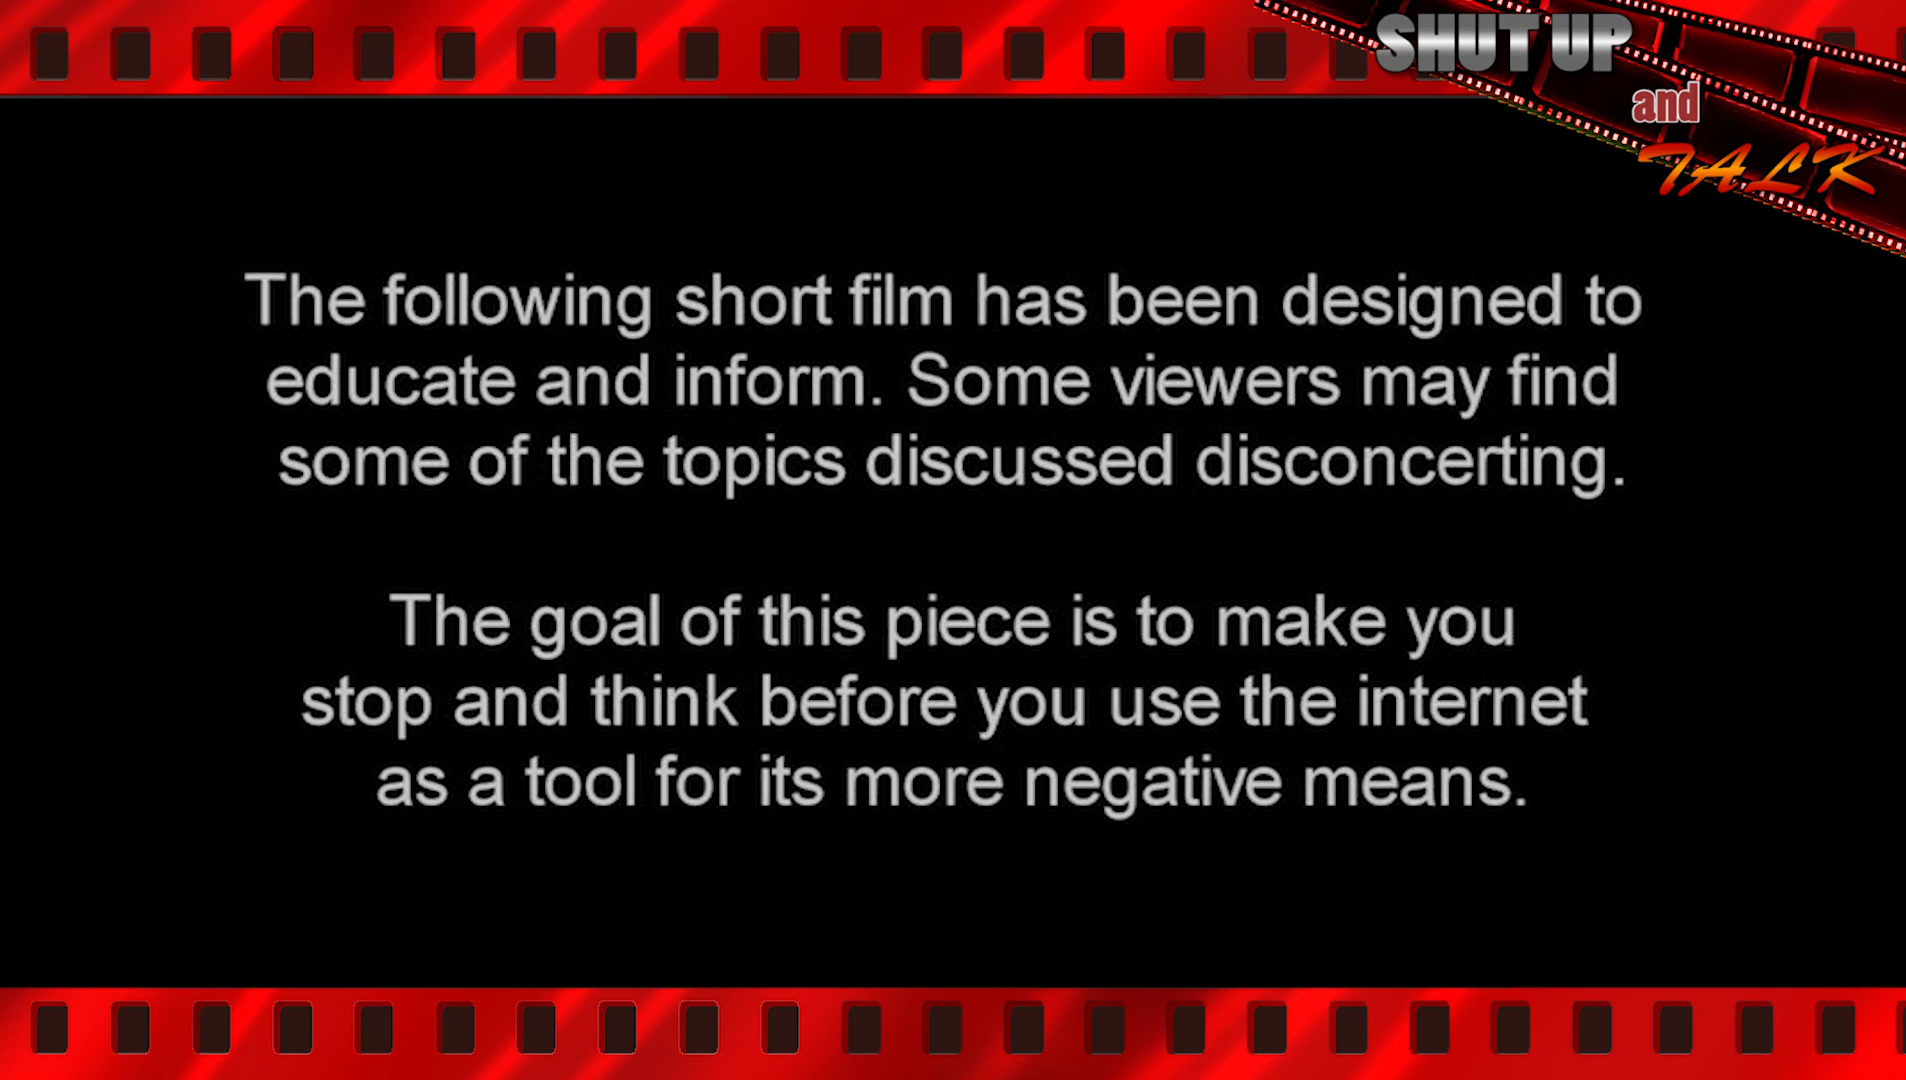 SHUT UP
and
TALK
The following short film has been designed to
educate and inform. Some viewers may find
some of the topics discussed disconcerting.
The goal of this piece is to make you
stop and think before you use the internet
as a tool for its more negative means.